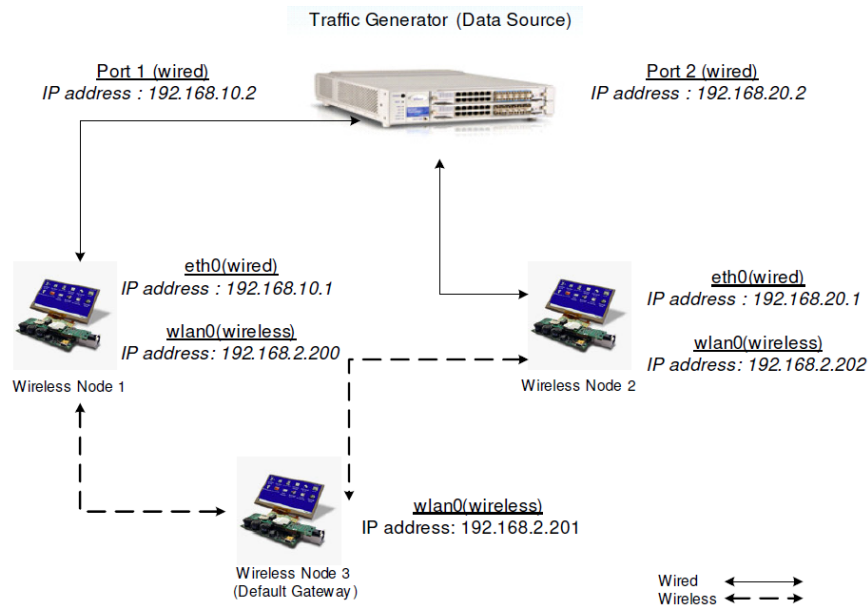 Traffic Generator (Data Source)
Port 1 (wired)
IP address : 192.168.10.2
Port 2 (wired)
IP address : 192.168.20.2
eth0(wired)
IP address : 192.168.10.1
wlan0(wireless)
IP address: 192.168.2.200
Wireless Node 1
eth0(wired)
IP address : 192.168.20.1
wlan0(wireless)
IP address: 192.168.2.202
Wireless Node 2
wlan0(wireless)
IP address: 192.168.2.201
Wireless Node 3
(Default Gateway)
Wired
Wireless